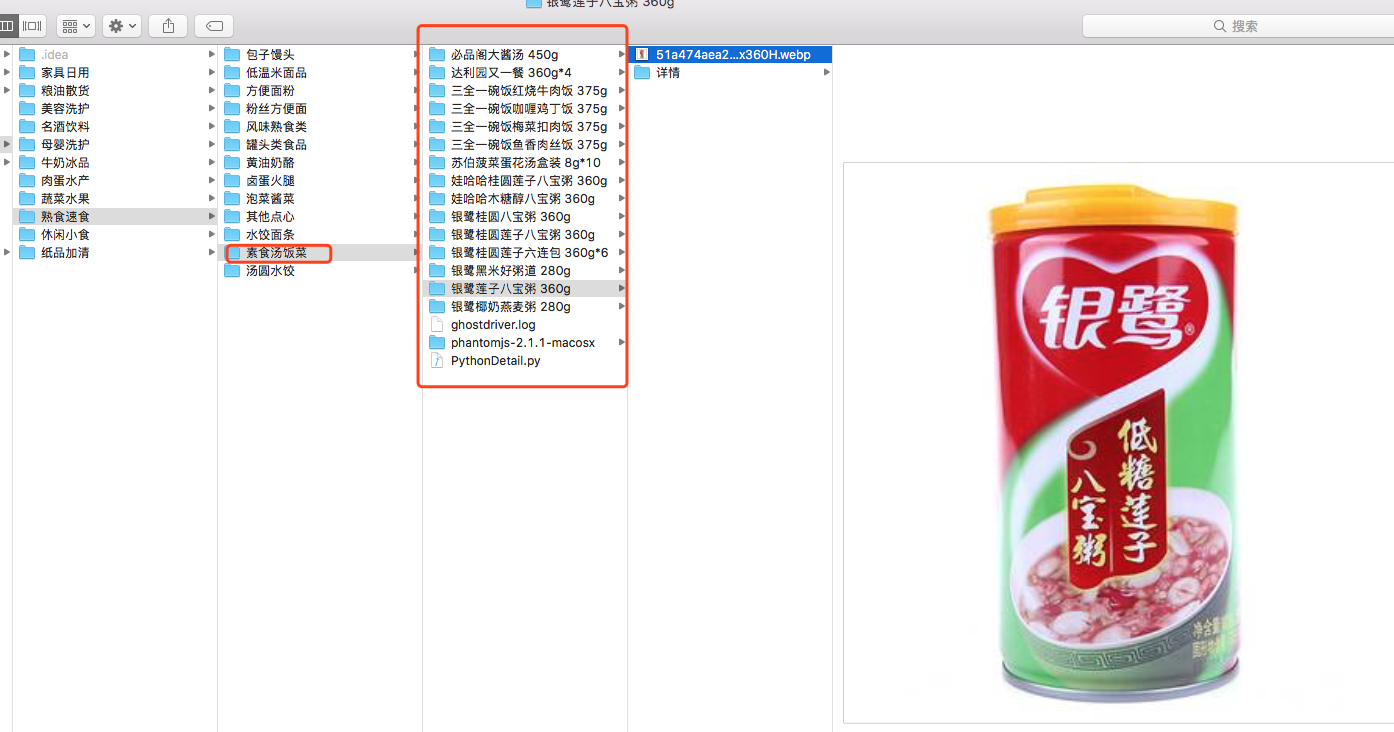 银鹭莲子八宝粥 360g
搜索
.idea
家具日用
粮油散货
美容洗护
名酒饮料
母婴洗护
牛奶冰品
肉蛋水产
蔬菜水果
熟食速食
休闲小食
纸品加清
包子馒头
低温米面品
方便面粉
粉丝方便面
风味熟食类
罐头类食品
黄油奶酪
卤蛋火腿
泡菜酱菜
其他点心
水饺面条
素食汤饭菜
汤圆水饺
必品阁大酱汤 450g
达利园又一餐 360g*4
三全一碗饭红烧牛肉饭 375g
三全一碗饭咖喱鸡丁饭 375g
三全一碗饭梅菜扣肉饭 375g
三全一碗饭鱼香肉丝饭 375g
苏伯菠菜蛋花汤盒装 8g*10
娃哈哈桂圆莲子八宝粥 360g
娃哈哈木糖醇八宝粥 360g
银鹭桂圆八宝粥 360g
银鹭桂圆莲子八宝粥 360g
银鹭桂圆莲子六连包 360g*6
银鹭黑米好粥道 280g
银鹭莲子八宝粥 360g
银鹭椰奶燕麦粥 280g
ghostdriver.log
phantomjs-2.1.1-macosx
PythonDetail.py
51a474aea2...x360H.webp
详情
银鹭®
低糖莲子
八宝粥
净含量